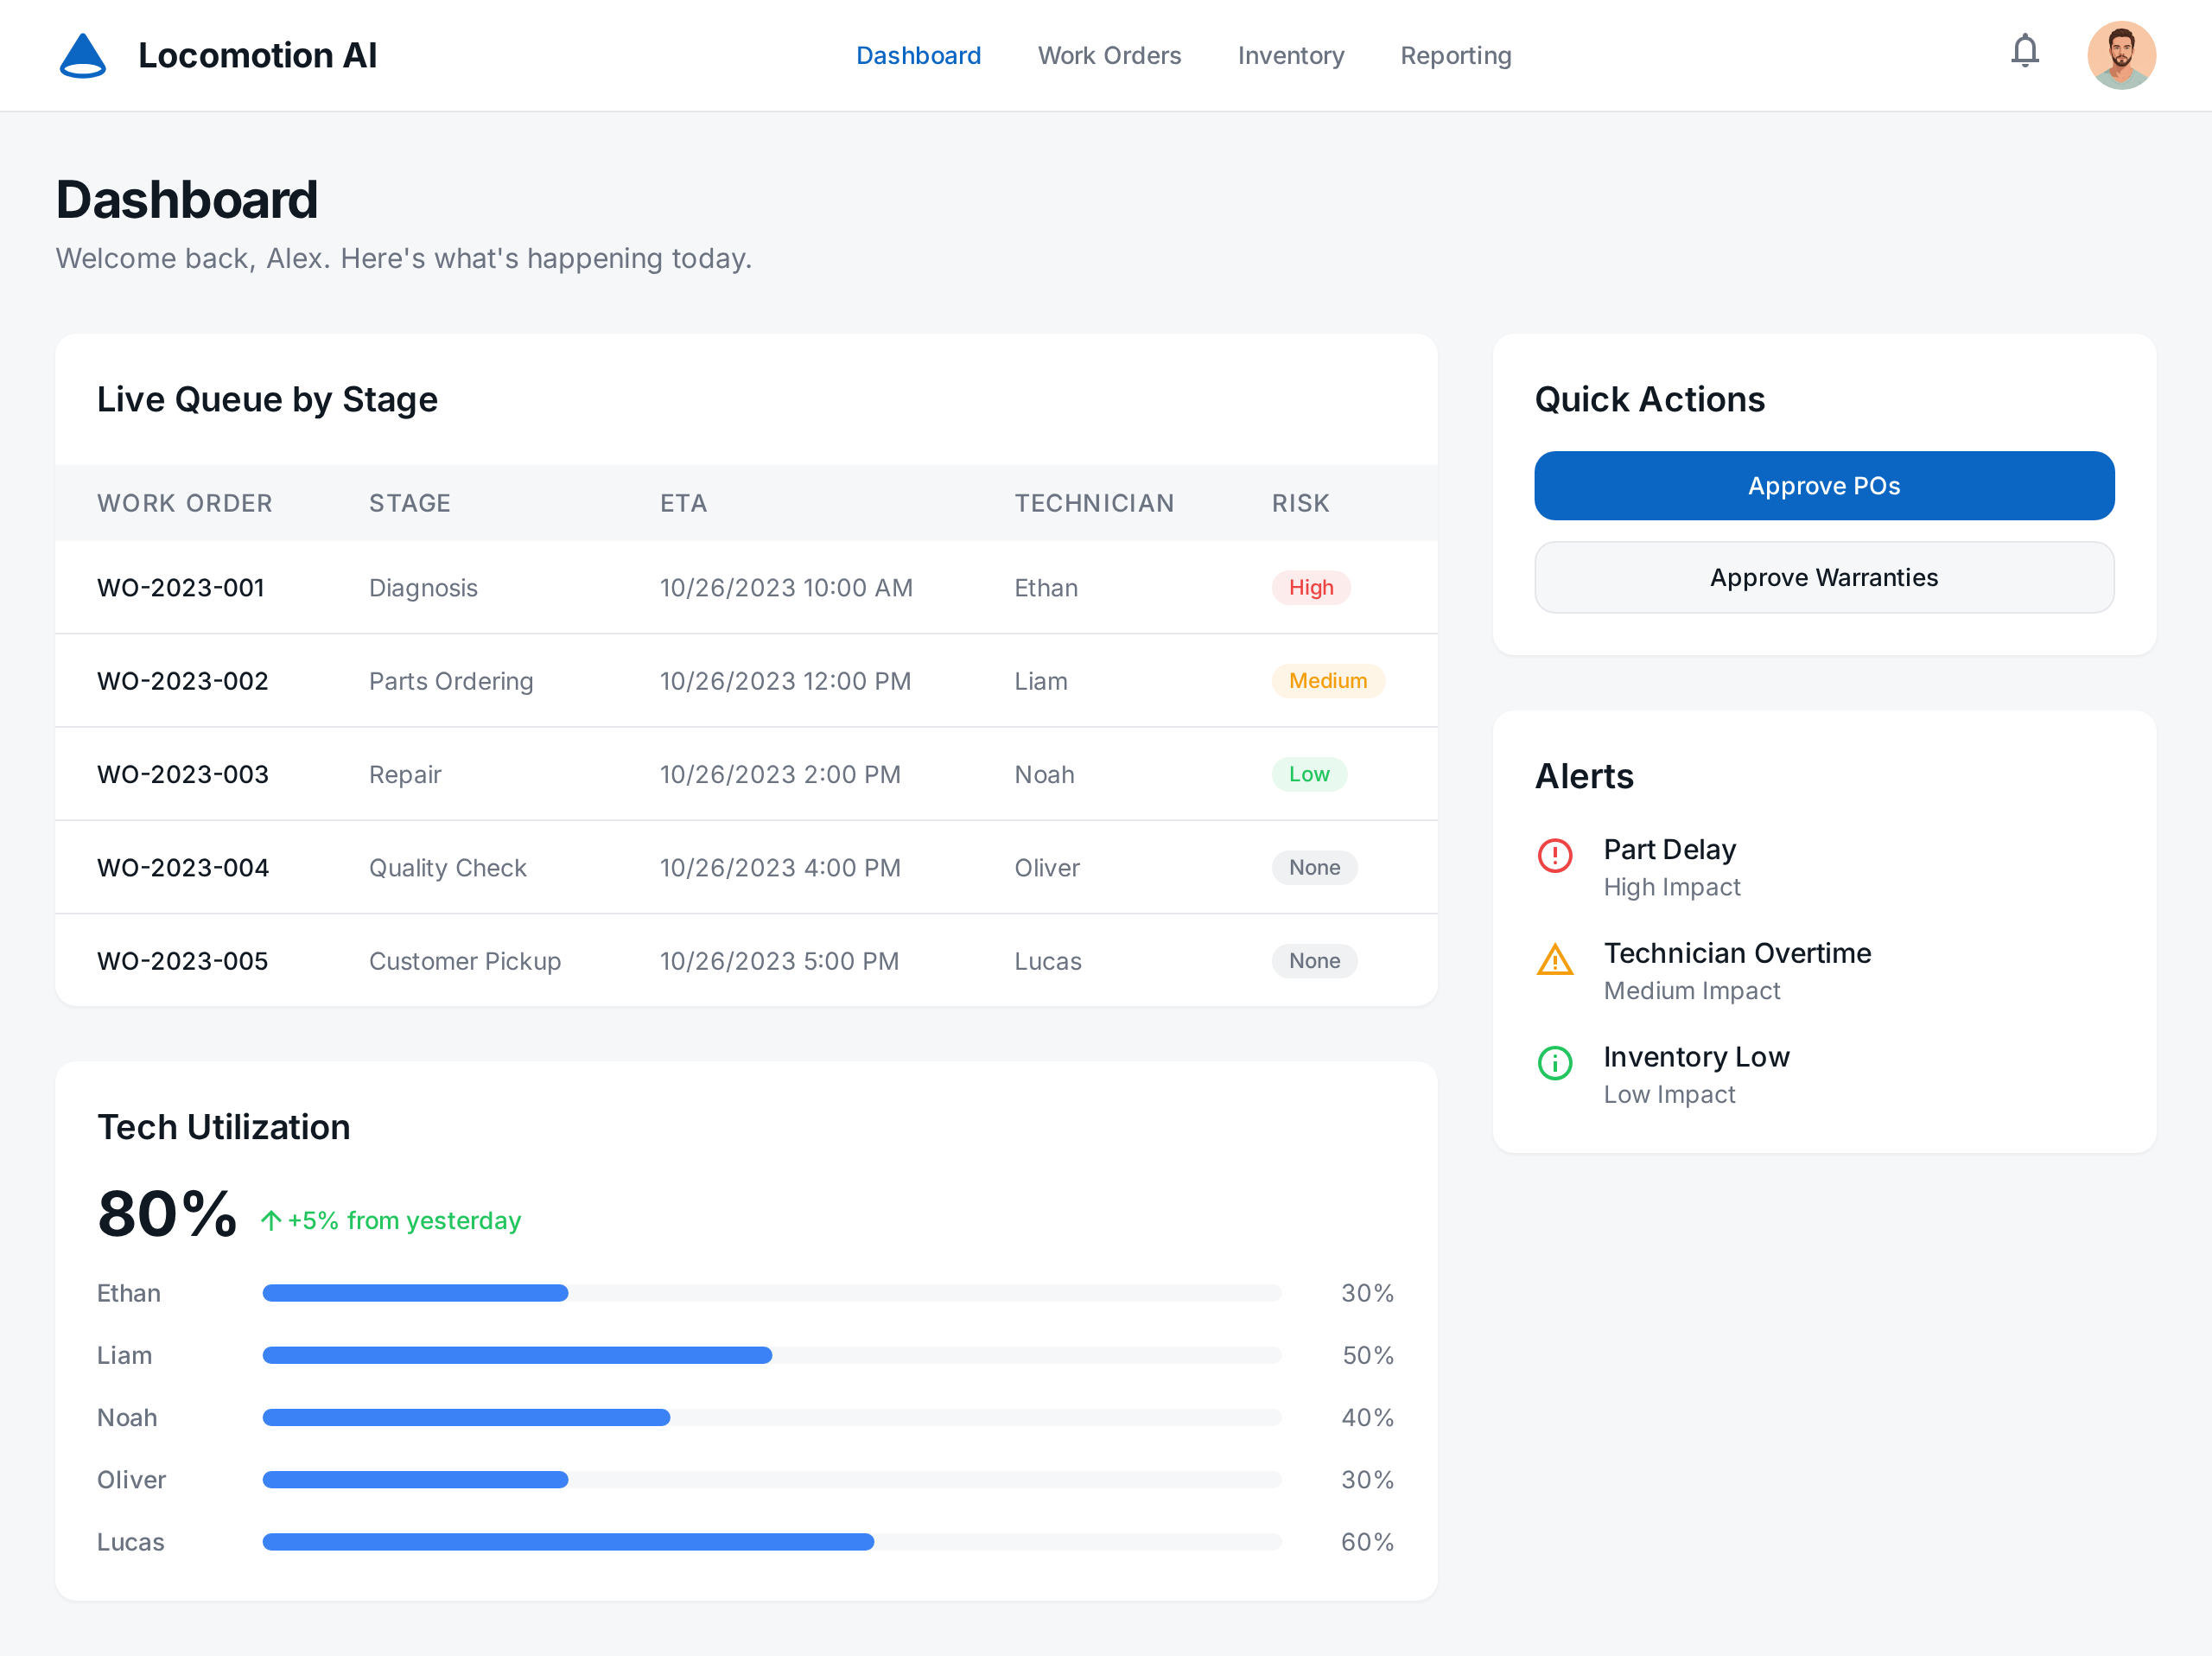 Locomotion AI
Dashboard Work Orders Inventory Reporting
Dashboard
Welcome back, Alex. Here's what's happening today.
Live Queue by Stage
WORK ORDER STAGE ETA TECHNICIAN RISK
WO-2023-001 Diagnosis 10/26/2023 10:00 AM Ethan High
WO-2023-002 Parts Ordering 10/26/2023 12:00 PM Liam Medium
WO-2023-003 Repair 10/26/2023 2:00 PM Noah Low
WO-2023-004 Quality Check 10/26/2023 4:00 PM Oliver None
WO-2023-005 Customer Pickup 10/26/2023 5:00 PM Lucas None
Tech Utilization
80% +5% from yesterday
Ethan 30%
Liam 50%
Noah 40%
Oliver 30%
Lucas 60%
Quick Actions
Approve POs
Approve Warranties
Alerts
Part Delay
High Impact
Technician Overtime
Medium Impact
Inventory Low
Low Impact